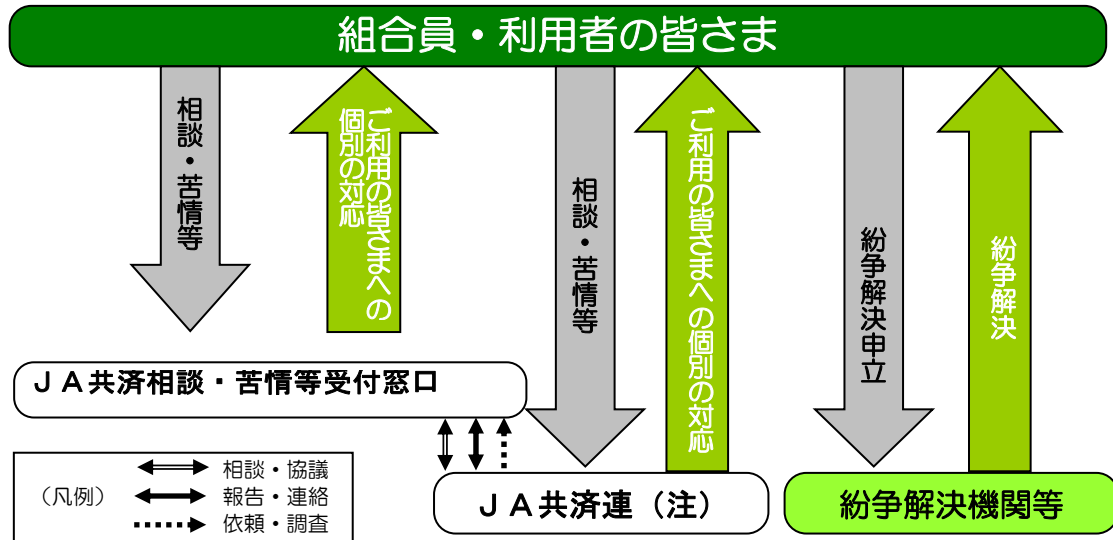 組合員・利用者の皆さま
相談・苦情等
ご利用の皆さまへの
個別の対応
相談・苦情等
ご利用の皆さまへの個別の対応
紛争解決申立
紛争解決
ＪＡ共済相談・苦情等受付窓口
（凡例）
相談・協議
報告・連絡
依頼・調査
ＪＡ共済連（注）
紛争解決機関等